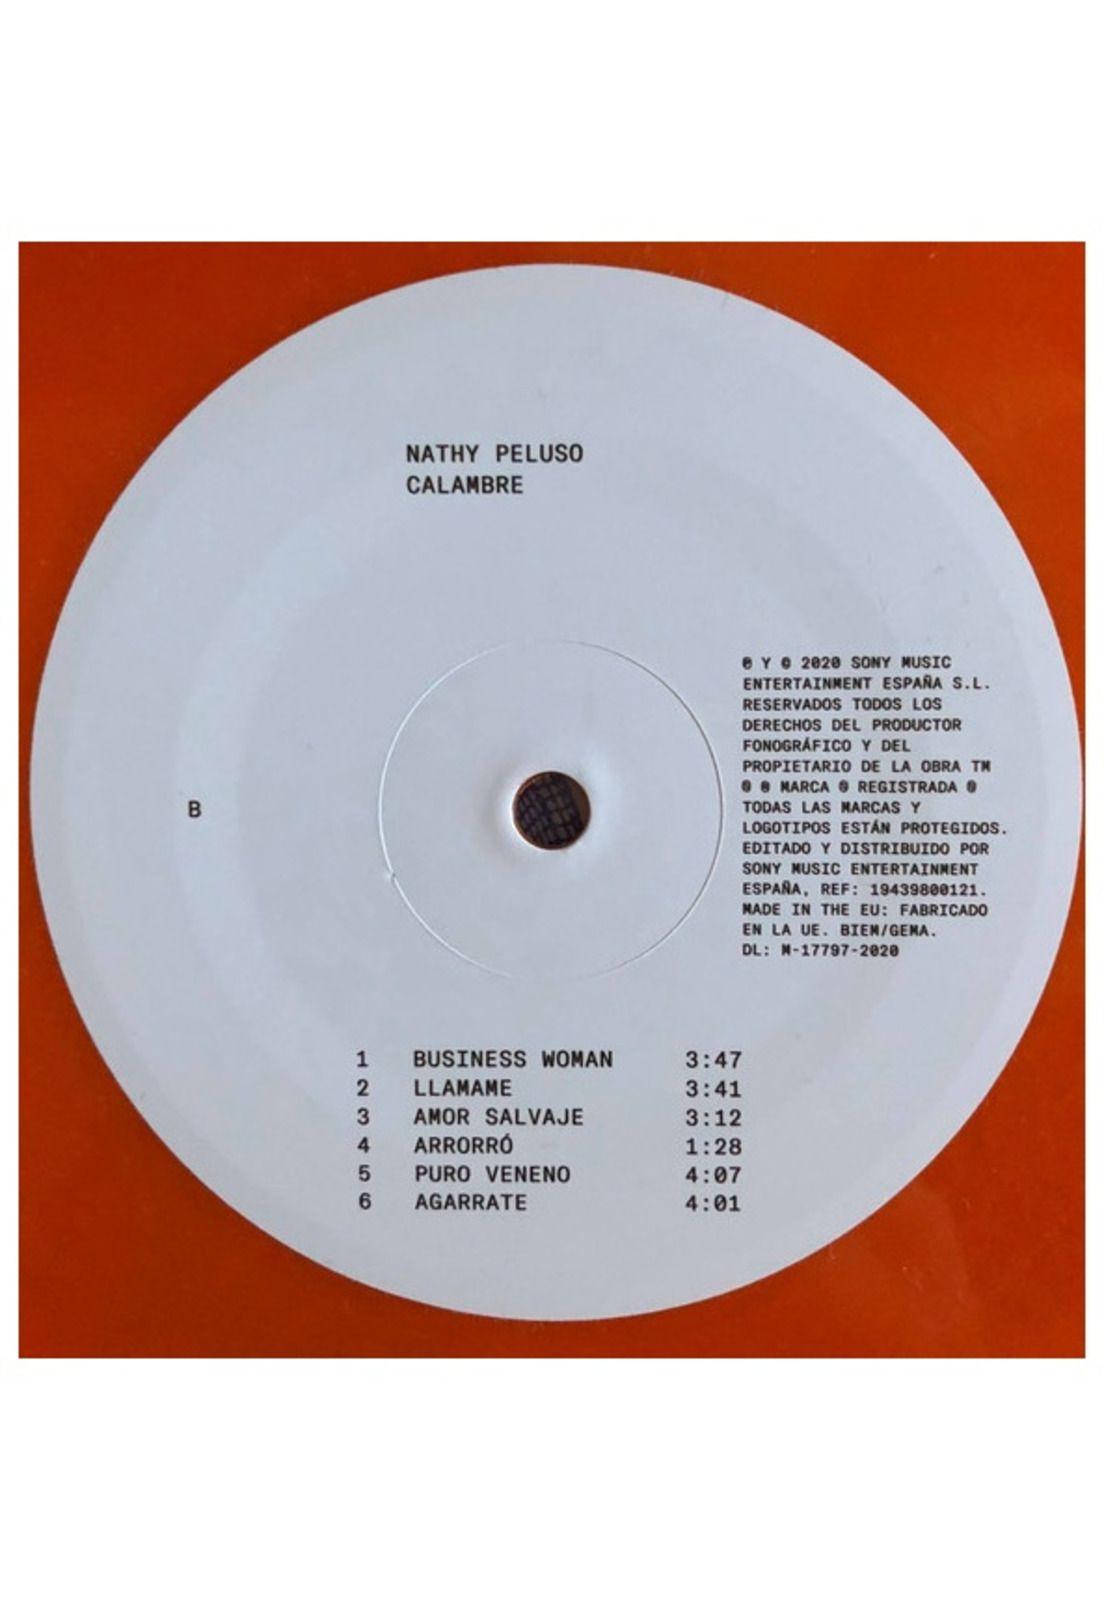 NATHY PELUSO
CALAMBRE
B
℗ Y © 2020 SONY MUSIC
ENTERTAINMENT ESPAÑA S.L.
RESERVADOS TODOS LOS
DERECHOS DEL PRODUCTOR
FONOGRÁFICO Y DEL
PROPIETARIO DE LA OBRA TM
MARCA REGISTRADA
TODAS LAS MARCAS Y
LOGOTIPOS ESTÁN PROTEGIDOS.
EDITADO Y DISTRIBUIDO POR
SONY MUSIC ENTERTAINMENT
ESPAÑA, REF: 19439800121.
MADE IN THE EU: FABRICADO
EN LA UE. BIEM/GEMA.
DL: M-17797-2020
1 BUSINESS WOMAN 3:47
2 LLAMAME 3:41
3 AMOR SALVAJE 3:12
4 ARRORRÓ 1:28
5 PURO VENENO 4:07
6 AGARRATE 4:01